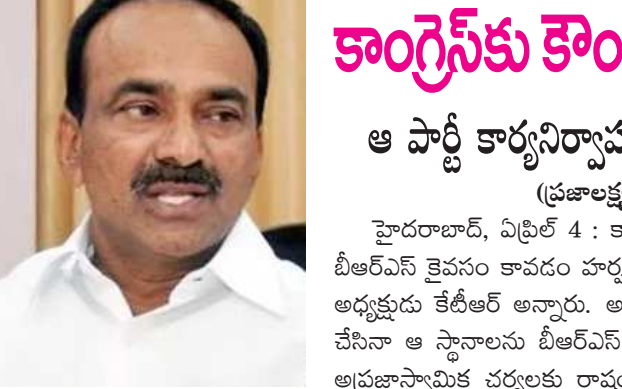 కాంగ్రెస్‌కు కౌం
ఆ పార్టీ కార్యనిర్వాహ
(ప్రజాలక్ష్య
హైదరాబాద్, ఏప్రిల్ 4 : కా
బీఆర్ఎస్ కైవసం కావడం హర్ష
అధ్యక్షుడు కేటీఆర్ అన్నారు. అ
చేసినా ఆ స్థానాలను బీఆర్ఎస్
అప్రజాస్వామిక చర్యలకు రాష్ట్రం